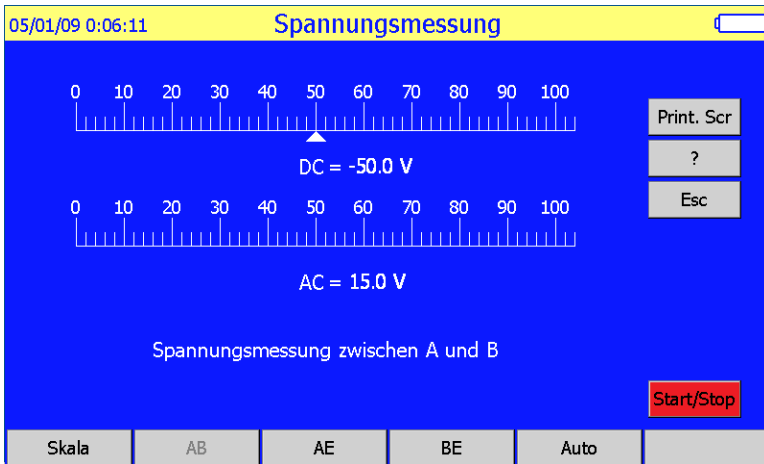 05/01/09 0:06:11 Spannungsmessung
0 10 20 30 40 50 60 70 80 90 100
DC = -50.0 V
0 10 20 30 40 50 60 70 80 90 100
AC = 15.0 V
Spannungsmessung zwischen A und B
Print. Scr
?
Esc
Start/Stop
Skala AB AE BE Auto